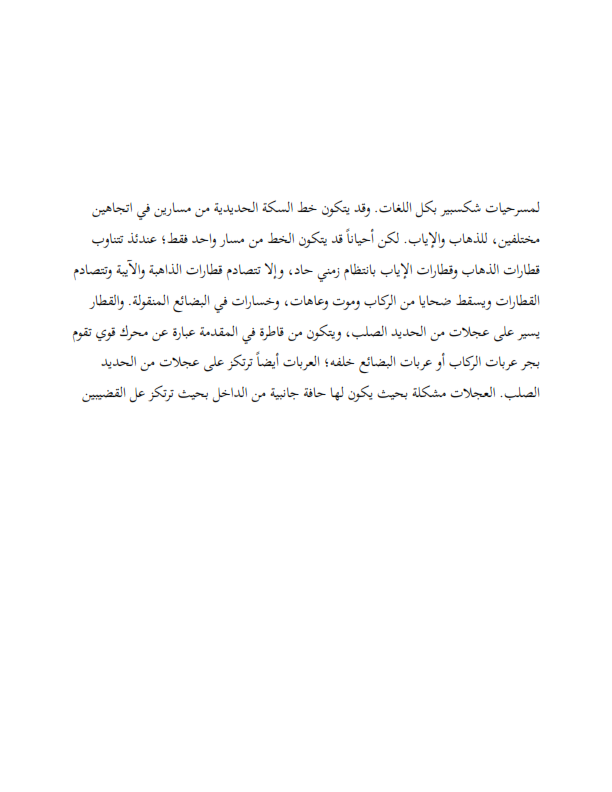 لمسرحيات شكسبير بكل اللغات. وقد يتكون خط السكة الحديدية من مسارين في اتجاهين
مختلفين، للذهاب والإياب. لكن أحياناً قد يتكون الخط من مسار واحد فقط؛ عندئذ تتناوب
قطارات الذهاب وقطارات الإياب بانتظام زمني حاد، وإلا تتصادم قطارات الذاهبة والآيبة وتتصادم
القطارات ويسقط ضحايا من الركاب وموت وعاهات، وخسارات في البضائع المنقولة. والقطار
يسير على عجلات من الحديد الصلب، ويتكون من قاطرة في المقدمة عبارة عن محرك قوي تقوم
بجر عربات الركاب أو عربات البضائع خلفه؛ العربات أيضاً ترتكز على عجلات من الحديد
الصلب. العجلات مشكلة بحيث يكون لها حافة جانبية من الداخل بحيث ترتكز عل القضيبين